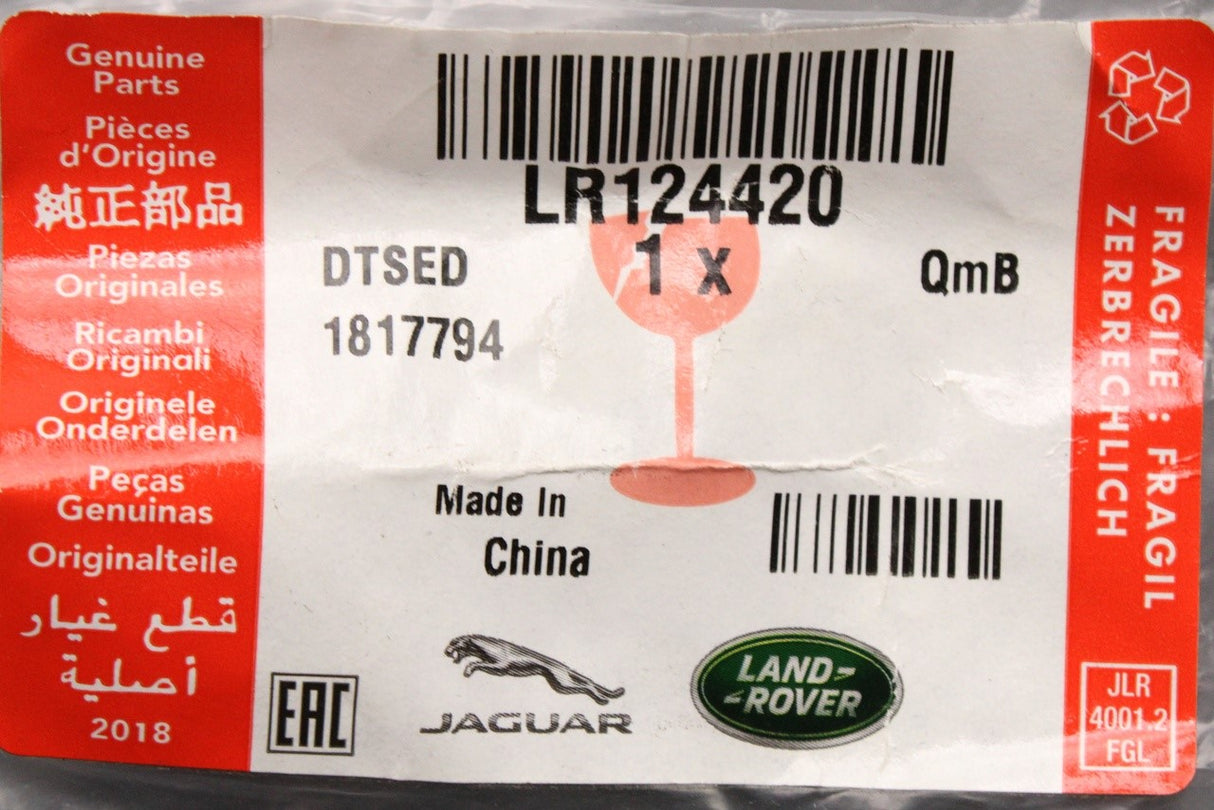 Genuine
Parts
Pièces
d'Origine
純正部品
Piezas
Originales
Ricambi
Originali
Originele
Onderdelen
Peças
Genuínas
Originalteile
قطع غيار
أصلية
2018
LR124420
1 x
DTSED
QmB
1817794
Made In
China
EAC
JAGUAR
LAND-
-ROVER
FRAGILE : FRAGIL
ZERBRECHLICH
JLR
4001.2
FGL